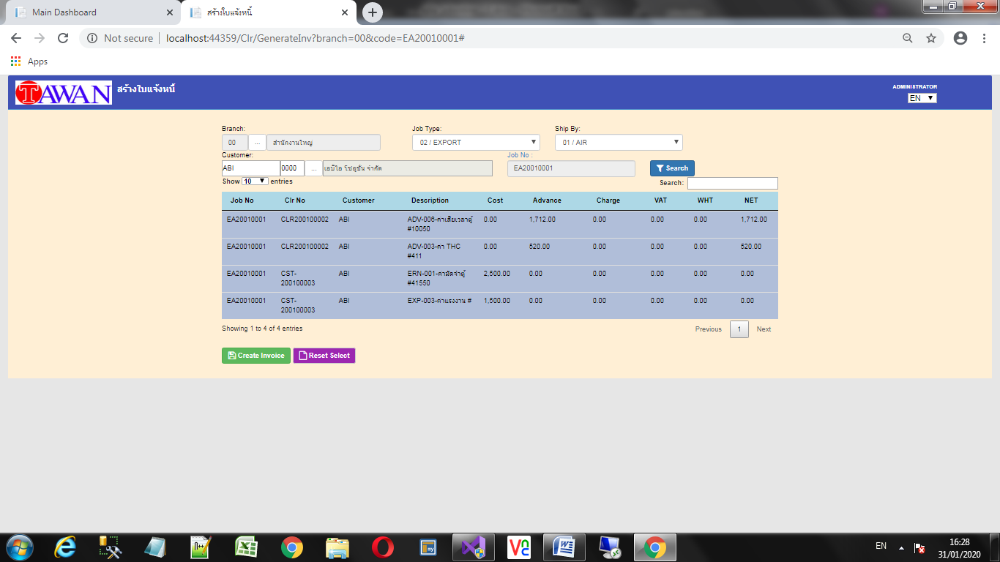 Main Dashboard
สร้างใบแจ้งหนี้
Not secure
localhost:44359/Clr/GenerateInv?branch=00&code=EA20010001#
Apps
TAWAN
สร้างใบแจ้งหนี้
ADMINISTRATOR
EN
Branch:
00 ... สำนักงานใหญ่
Job Type:
02 / EXPORT
Ship By:
01 / AIR
Customer:
ABI 0000 ... เอมีไอ โซลูชั่น จำกัด
Job No :
EA20010001
Search
Show 10 entries
Search:
Job No Clr No Customer Description Cost Advance Charge VAT WHT NET
EA20010001 CLR200100002 ABI ADV-006-ค่าเสียเวลาตู้ 0.00 1,712.00 0.00 0.00 0.00 1,712.00
#10050
EA20010001 CLR200100002 ABI ADV-003-ค่า THC 0.00 520.00 0.00 0.00 0.00 520.00
#411
EA20010001 CST- ABI ERN-001-ค่ามัดจำตู้ 2,500.00 0.00 0.00 0.00 0.00 0.00
200100003 #41550
EA20010001 CST- ABI EXP-003-ค่าแรงงาน # 1,500.00 0.00 0.00 0.00 0.00 0.00
200100003
Showing 1 to 4 of 4 entries
Previous 1 Next
Create Invoice
Reset Select
EN
16:28
31/01/2020